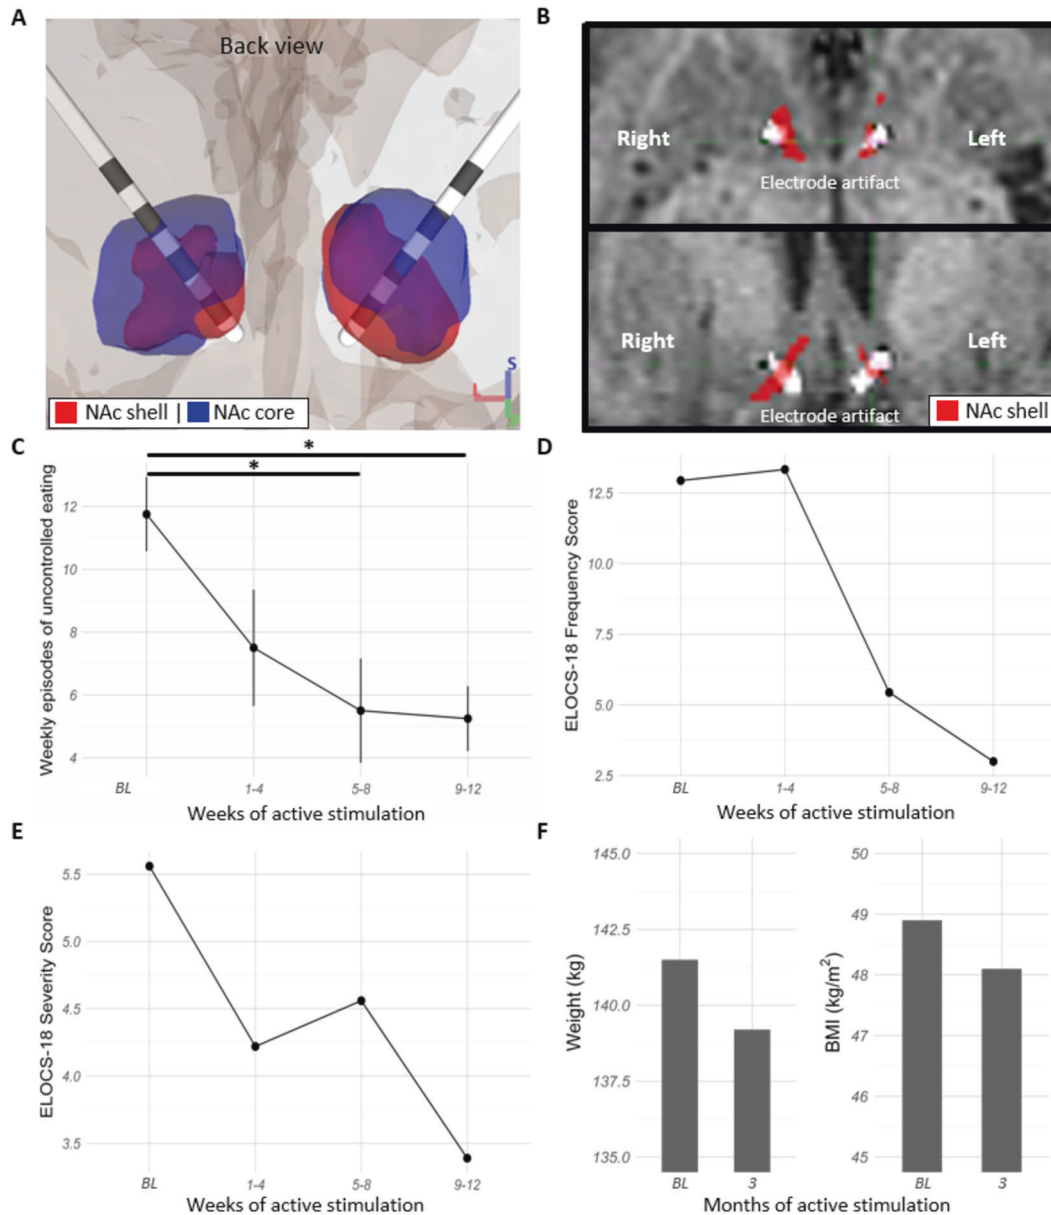 A
Back view
S
NAc shell | NAc core
B
Right
Left
Electrode artifact
Right
Left
Electrode artifact
NAc shell
C
*
*
Weekly episodes of uncontrolled eating
12
10
8
6
4
BL
1-4
5-8
9-12
Weeks of active stimulation
D
ELOCS-18 Frequency Score
12.5
10.0
7.5
5.0
2.5
BL
1-4
5-8
9-12
Weeks of active stimulation
E
ELOCS-18 Severity Score
5.5
5.0
4.5
4.0
3.5
BL
1-4
5-8
9-12
Weeks of active stimulation
F
Weight (kg)
145.0
142.5
140.0
137.5
135.0
BL
3
BMI (kg/m²)
50
49
48
47
46
45
BL
3
Months of active stimulation